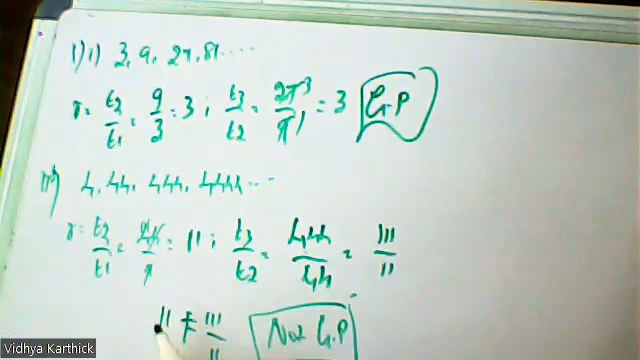 1) i) 3, 9, 27, 81 ....
r = t2/t1 = 9/3 = 3 ; t3/t2 = 27/9 = 3 G.P
4, 44, 444, 4444 ...
r = t2/t1 = 44/4 = 11 ; t3/t2 = 444/44 = 111/11
11 ≠ 111/11 Not G.P
Vidhya Karthick